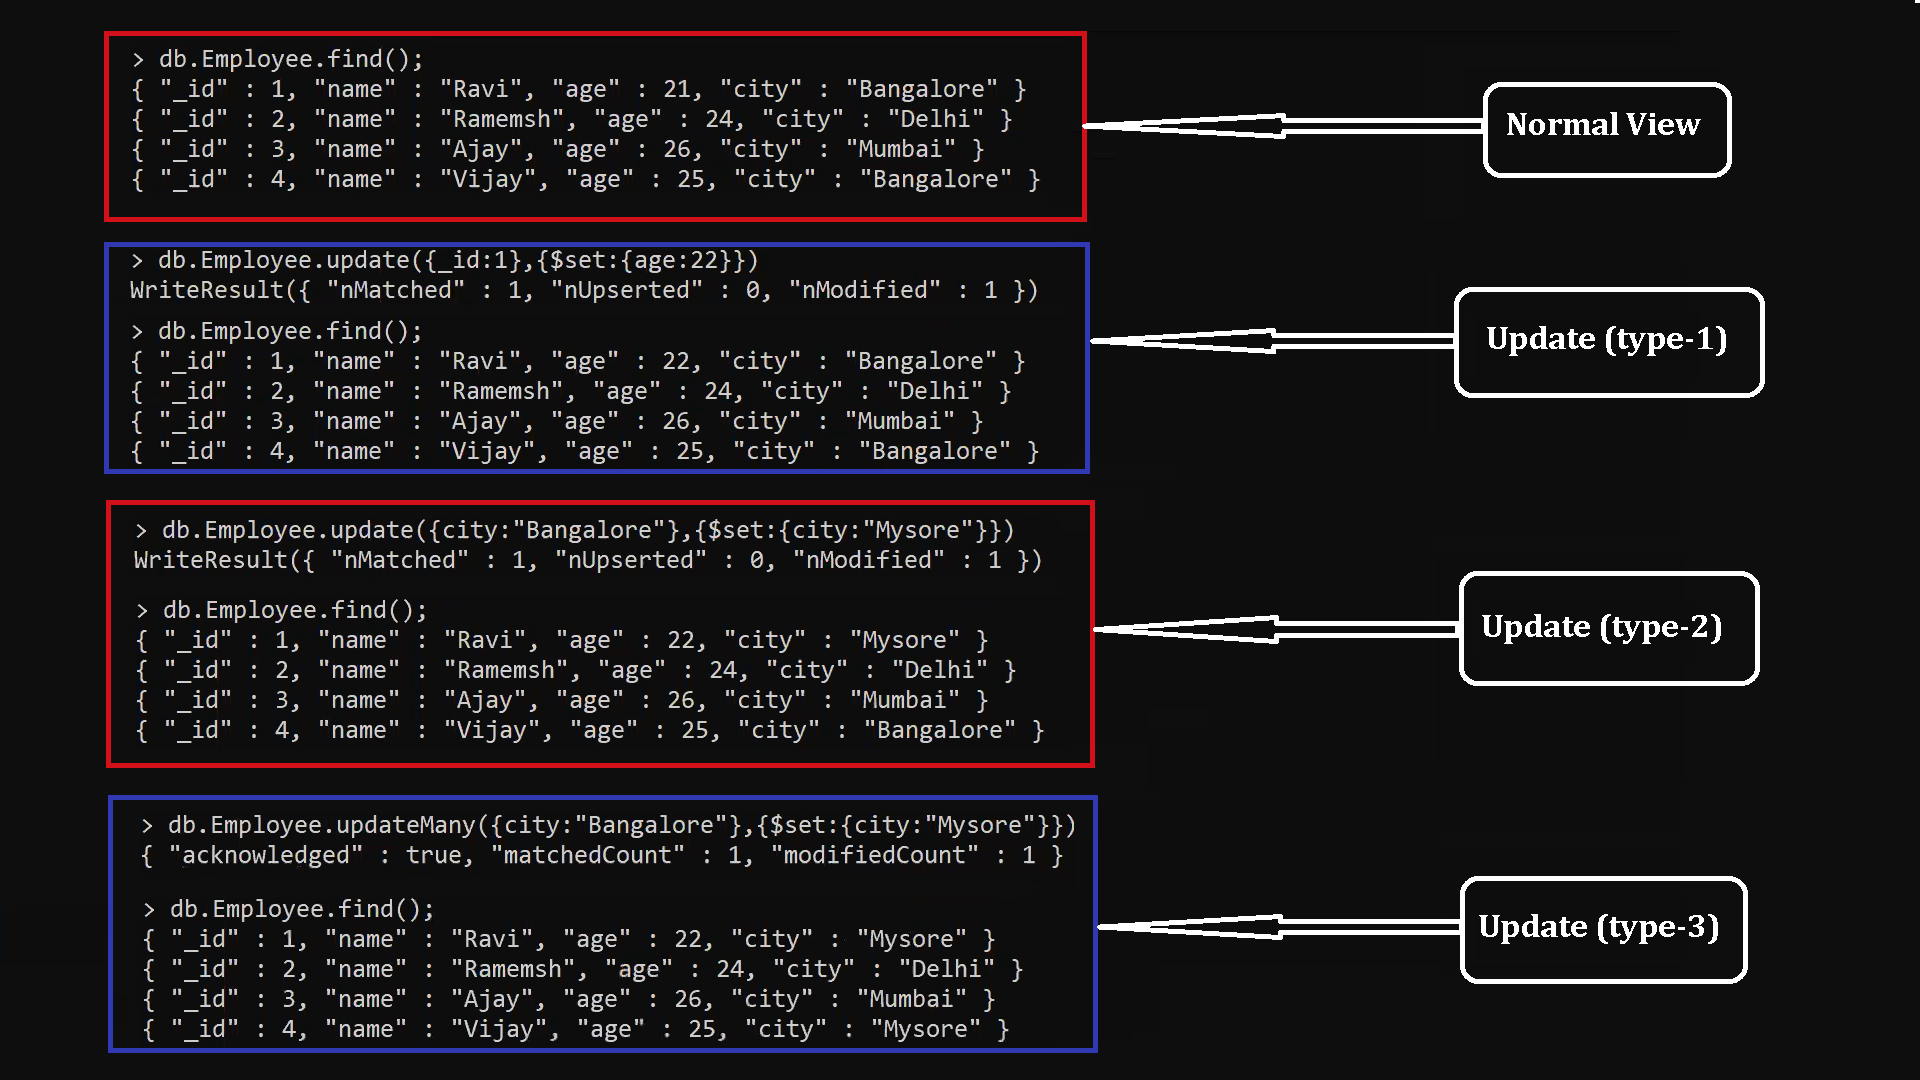 > db.Employee.find();
{ "_id" : 1, "name" : "Ravi", "age" : 21, "city" : "Bangalore" }
{ "_id" : 2, "name" : "Ramemsh", "age" : 24, "city" : "Delhi" }
{ "_id" : 3, "name" : "Ajay", "age" : 26, "city" : "Mumbai" }
{ "_id" : 4, "name" : "Vijay", "age" : 25, "city" : "Bangalore" }
Normal View
> db.Employee.update({_id:1},{$set:{age:22}})
WriteResult({ "nMatched" : 1, "nUpserted" : 0, "nModified" : 1 })
> db.Employee.find();
{ "_id" : 1, "name" : "Ravi", "age" : 22, "city" : "Bangalore" }
{ "_id" : 2, "name" : "Ramemsh", "age" : 24, "city" : "Delhi" }
{ "_id" : 3, "name" : "Ajay", "age" : 26, "city" : "Mumbai" }
{ "_id" : 4, "name" : "Vijay", "age" : 25, "city" : "Bangalore" }
Update (type-1)
> db.Employee.update({city:"Bangalore"},{$set:{city:"Mysore"}})
WriteResult({ "nMatched" : 1, "nUpserted" : 0, "nModified" : 1 })
> db.Employee.find();
{ "_id" : 1, "name" : "Ravi", "age" : 22, "city" : "Mysore" }
{ "_id" : 2, "name" : "Ramemsh", "age" : 24, "city" : "Delhi" }
{ "_id" : 3, "name" : "Ajay", "age" : 26, "city" : "Mumbai" }
{ "_id" : 4, "name" : "Vijay", "age" : 25, "city" : "Bangalore" }
Update (type-2)
> db.Employee.updateMany({city:"Bangalore"},{$set:{city:"Mysore"}})
{ "acknowledged" : true, "matchedCount" : 1, "modifiedCount" : 1 }
> db.Employee.find();
{ "_id" : 1, "name" : "Ravi", "age" : 22, "city" : "Mysore" }
{ "_id" : 2, "name" : "Ramemsh", "age" : 24, "city" : "Delhi" }
{ "_id" : 3, "name" : "Ajay", "age" : 26, "city" : "Mumbai" }
{ "_id" : 4, "name" : "Vijay", "age" : 25, "city" : "Mysore" }
Update (type-3)